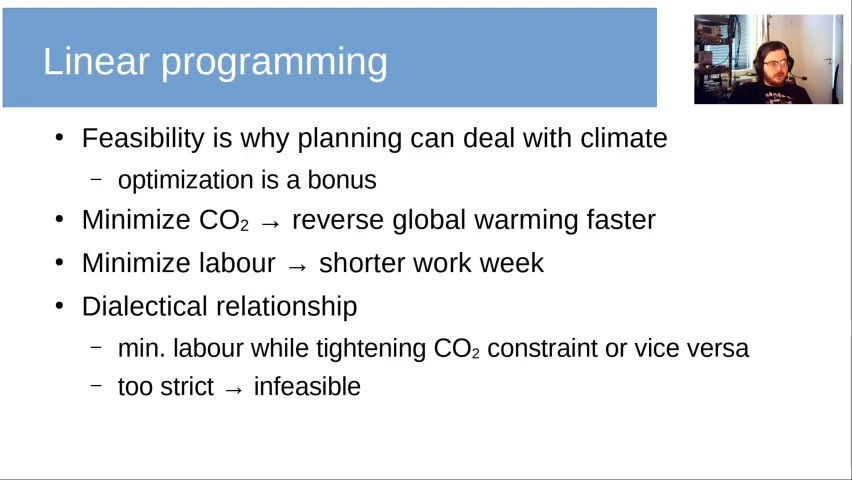 Linear programming
• Feasibility is why planning can deal with climate
– optimization is a bonus
• Minimize CO₂ → reverse global warming faster
• Minimize labour → shorter work week
• Dialectical relationship
– min. labour while tightening CO₂ constraint or vice versa
– too strict → infeasible